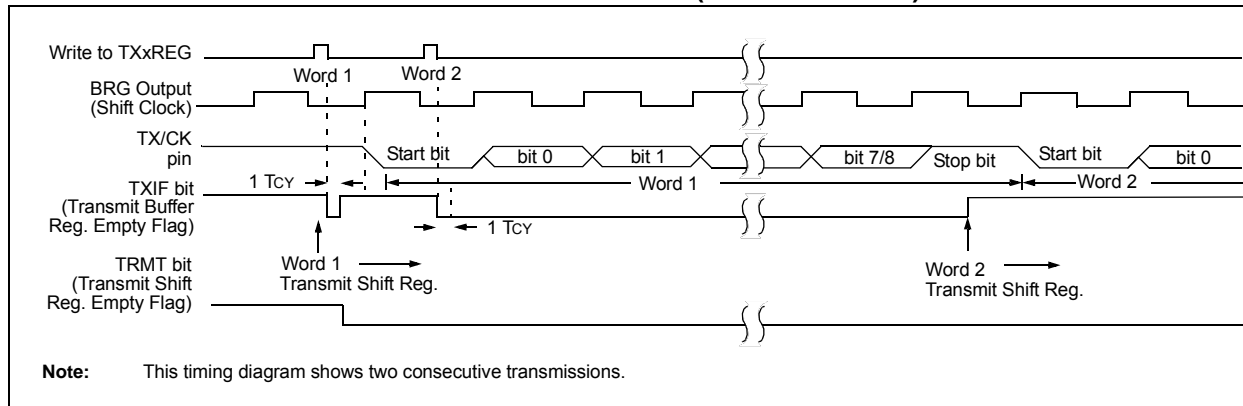 Write to TXxREG
Word 1
Word 2
BRG Output
(Shift Clock)
TX/CK
pin
Start bit
bit 0
bit 1
bit 7/8
Stop bit
Start bit
bit 0
1 TCY
Word 1
Word 2
TXIF bit
(Transmit Buffer
Reg. Empty Flag)
1 TCY
Word 1
Transmit Shift Reg.
Word 2
Transmit Shift Reg.
TRMT bit
(Transmit Shift
Reg. Empty Flag)
Note: This timing diagram shows two consecutive transmissions.